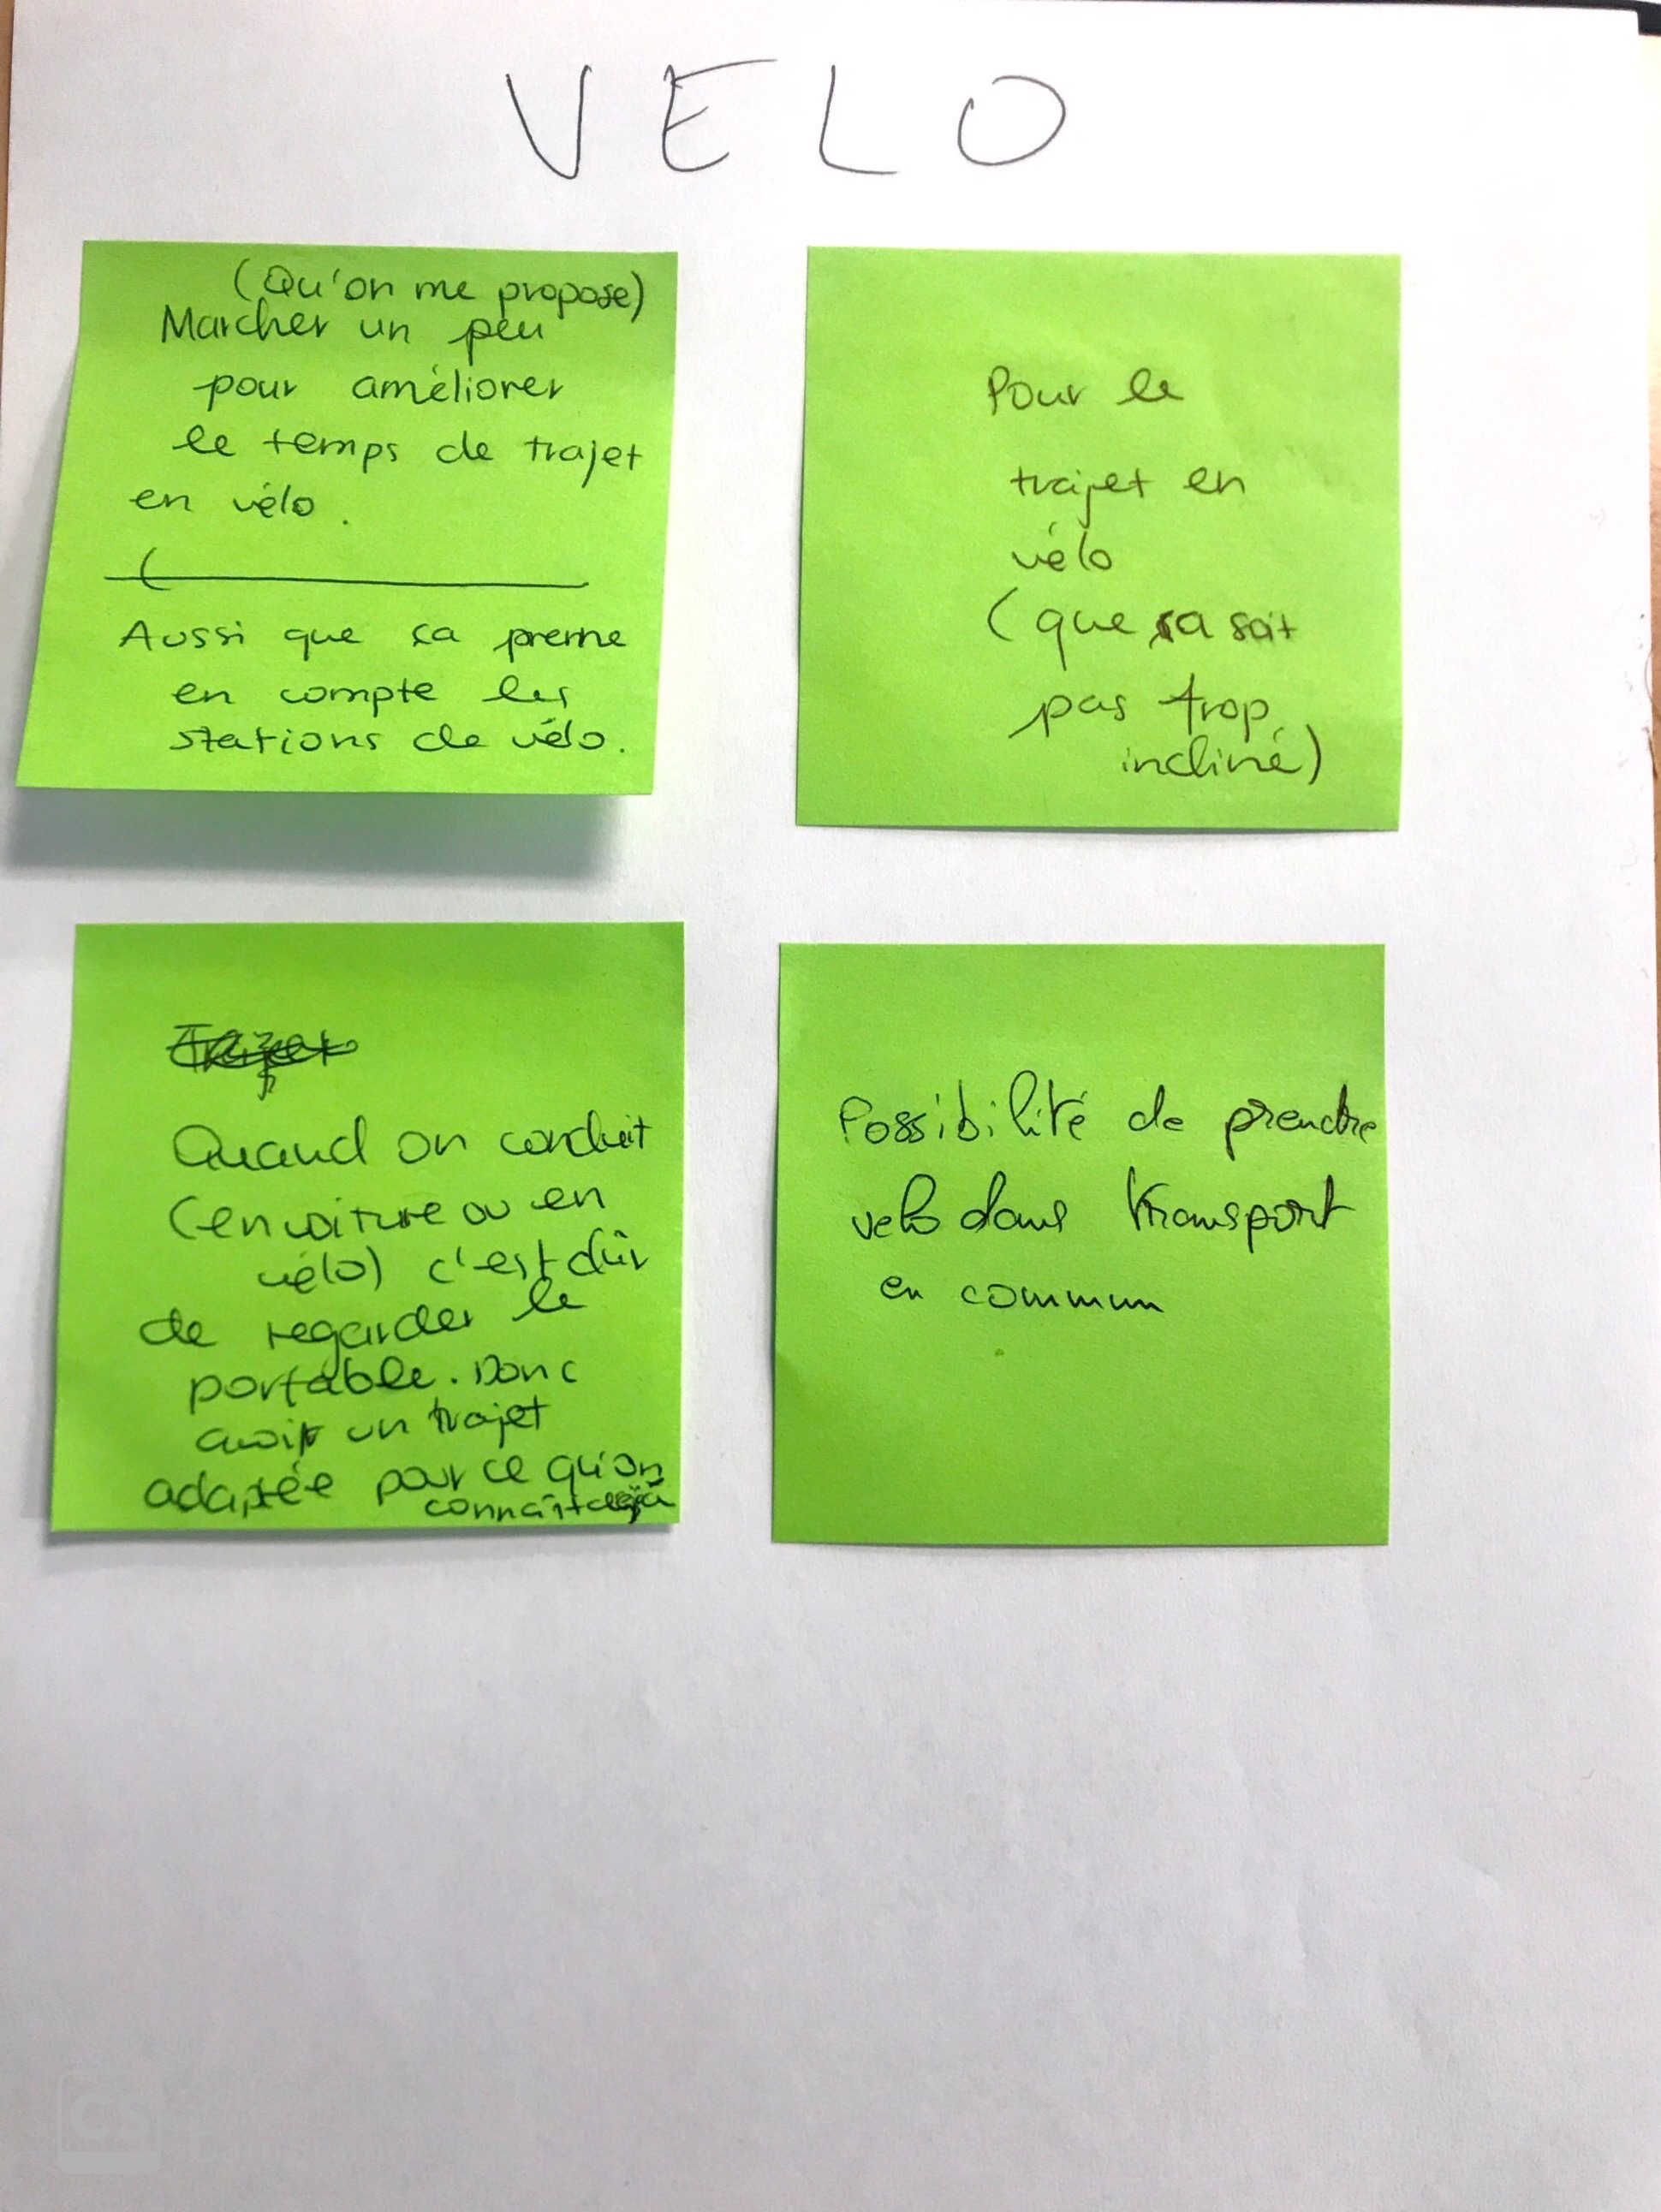 VELO
(Qu'on me propose)
Marcher un peu
pour améliorer
le temps de trajet
en vélo.
(
Aussi que ça prenne
en compte les
stations de vélo.
Pour le
trajet en
vélo
(que ça soit
pas trop
incliné)
Trajet
Quand on conduit
(en voiture ou en
vélo) c'est dûr
de regarder le
portable. Donc
avoir un trajet
adaptée pour ce qu'on
connaît déjà
Possibilité de prendre
velo dans transport
en commun
CS